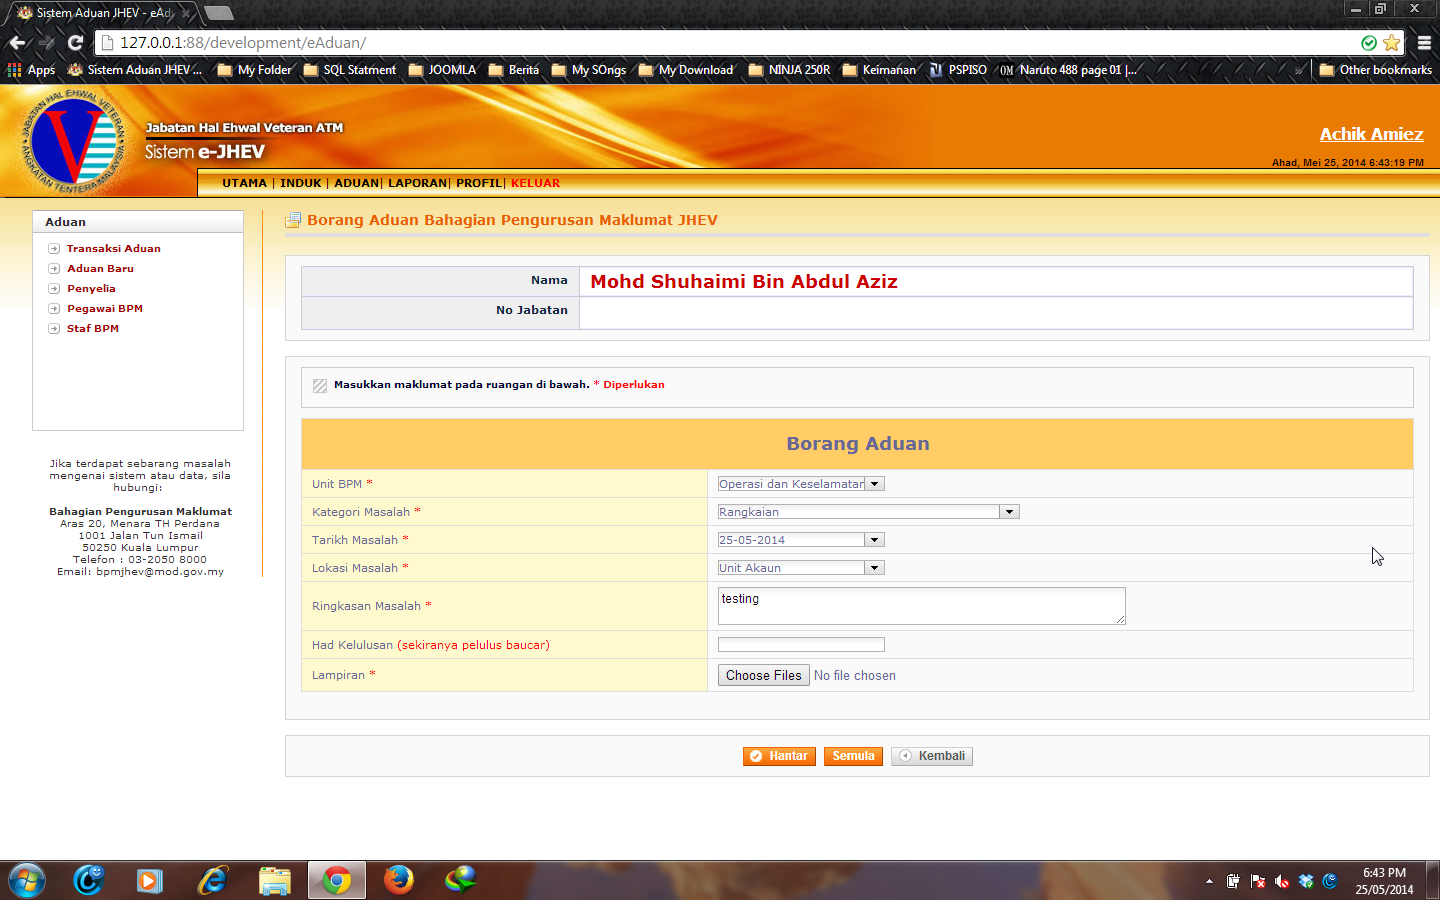 Sistem Aduan JHEV - eAdu
127.0.0.1:88/development/eAduan/
Apps
Sistem Aduan JHEV ...
My Folder
SQL Statment
JOOMLA
Berita
My SOngs
My Download
NINJA 250R
Keimanan
PSPISO
Naruto 488 page 01 |...
»
Other bookmarks
JABATAN HAL EHWAL VETERAN
ANGKATAN TENTERA MALAYSIA
V
Jabatan Hal Ehwal Veteran ATM
Sistem e-JHEV
Achik Amiez
Ahad, Mei 25, 2014 6:43:19 PM
UTAMA | INDUK | ADUAN| LAPORAN| PROFIL| KELUAR
Aduan
Transaksi Aduan
Aduan Baru
Penyelia
Pegawai BPM
Staf BPM
Jika terdapat sebarang masalah
mengenai sistem atau data, sila
hubungi:
Bahagian Pengurusan Maklumat
Aras 20, Menara TH Perdana
1001 Jalan Tun Ismail
50250 Kuala Lumpur
Telefon : 03-2050 8000
Email: bpmjhev@mod.gov.my
Borang Aduan Bahagian Pengurusan Maklumat JHEV
Nama Mohd Shuhaimi Bin Abdul Aziz
No Jabatan
Masukkan maklumat pada ruangan di bawah. * Diperlukan
Borang Aduan
Unit BPM * Operasi dan Keselamatan
Kategori Masalah * Rangkaian
Tarikh Masalah * 25-05-2014
Lokasi Masalah * Unit Akaun
Ringkasan Masalah * testing
Had Kelulusan (sekiranya pelulus baucar)
Lampiran * Choose Files No file chosen
Hantar Semula Kembali
6:43 PM
25/05/2014